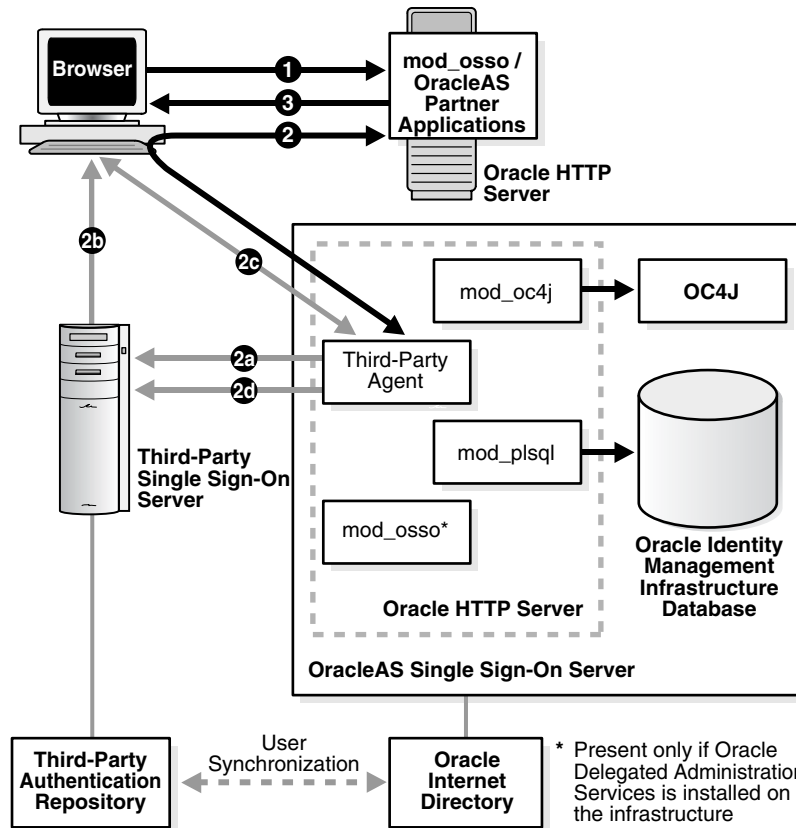 Browser
1
3
2
mod_osso /
OracleAS
Partner
Applications
Oracle HTTP
Server
2b
2c
mod_oc4j
OC4J
2a
2d
Third-Party
Agent
Third-Party
Single Sign-On
Server
mod_plsql
mod_osso*
Oracle HTTP Server
Oracle Identity
Management
Infrastructure
Database
OracleAS Single Sign-On Server
Third-Party
Authentication
Repository
User
Synchronization
Oracle
Internet
Directory
* Present only if Oracle
Delegated Administration
Services is installed on
the infrastructure